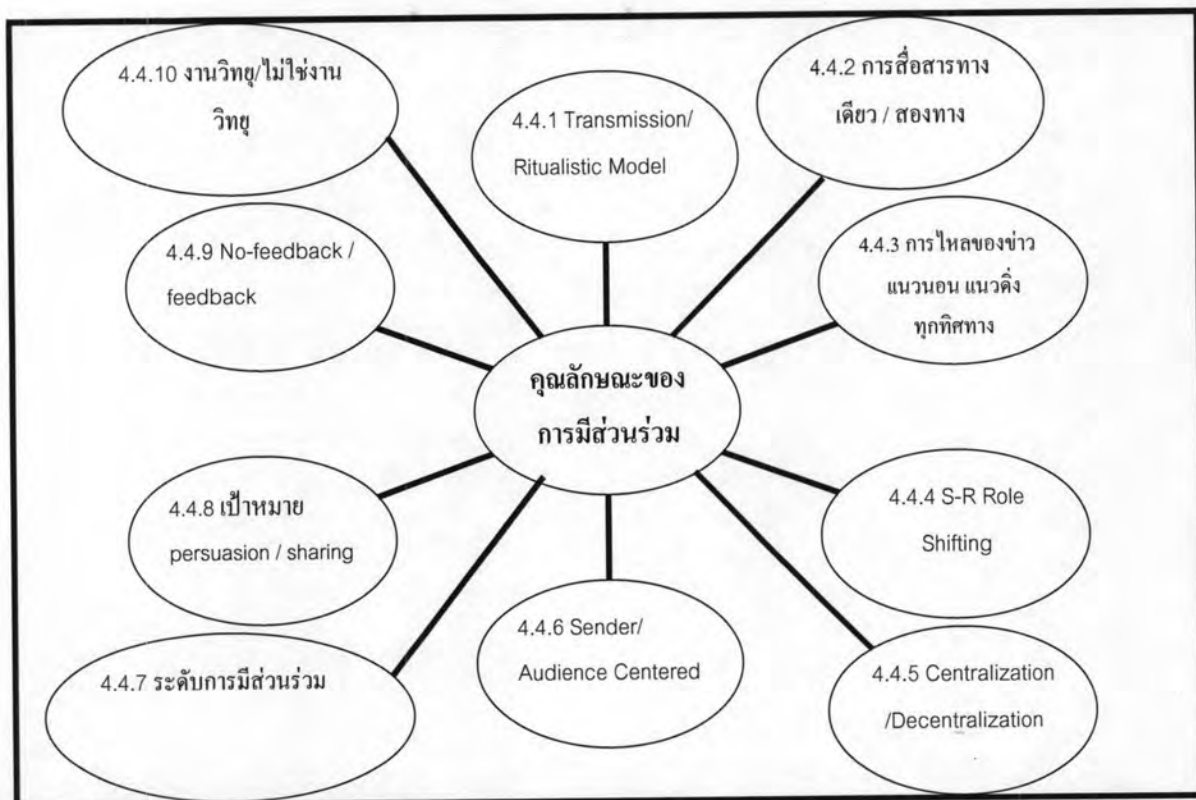 4.4.10 งานวิทยุ/ไม่ใช่งาน
วิทยุ
4.4.1 Transmission/
Ritualistic Model
4.4.2 การสื่อสารทาง
เดียว / สองทาง
4.4.9 No-feedback /
feedback
4.4.3 การไหลของข่าว
แนวนอน แนวดิ่ง
ทุกทิศทาง
คุณลักษณะของ
การมีส่วนร่วม
4.4.8 เป้าหมาย
persuasion / sharing
4.4.4 S-R Role
Shifting
4.4.7 ระดับการมีส่วนร่วม
4.4.6 Sender/
Audience Centered
4.4.5 Centralization
/Decentralization